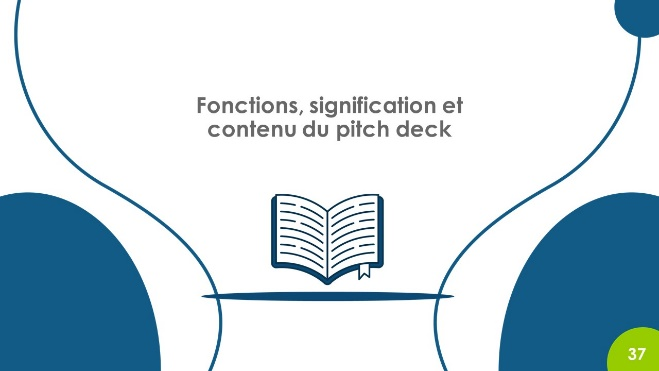 Fonctions, signification et
contenu du pitch deck
37